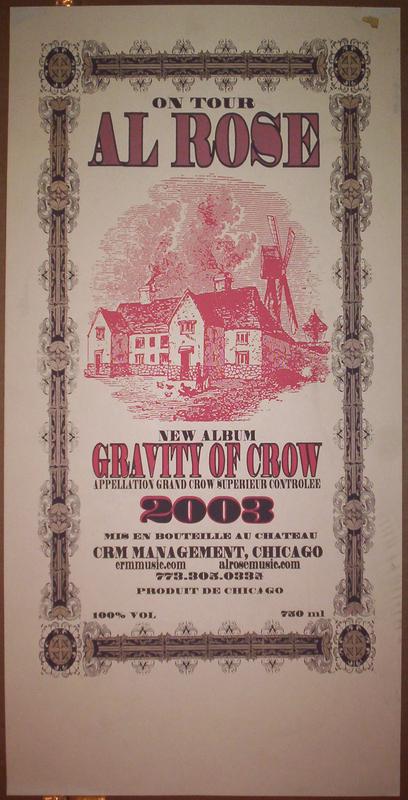 ON TOUR
AL ROSE
NEW ALBUM
GRAVITY OF CROW
APPELLATION GRAND CROW SUPERIEUR CONTROLEE
2003
MIS EN BOUTEILLE AU CHATEAU
CRM MANAGEMENT, CHICAGO
crmmusic.com alrosemusic.com
773.305.0335
PRODUIT DE CHICAGO
100% VOL 750 ml